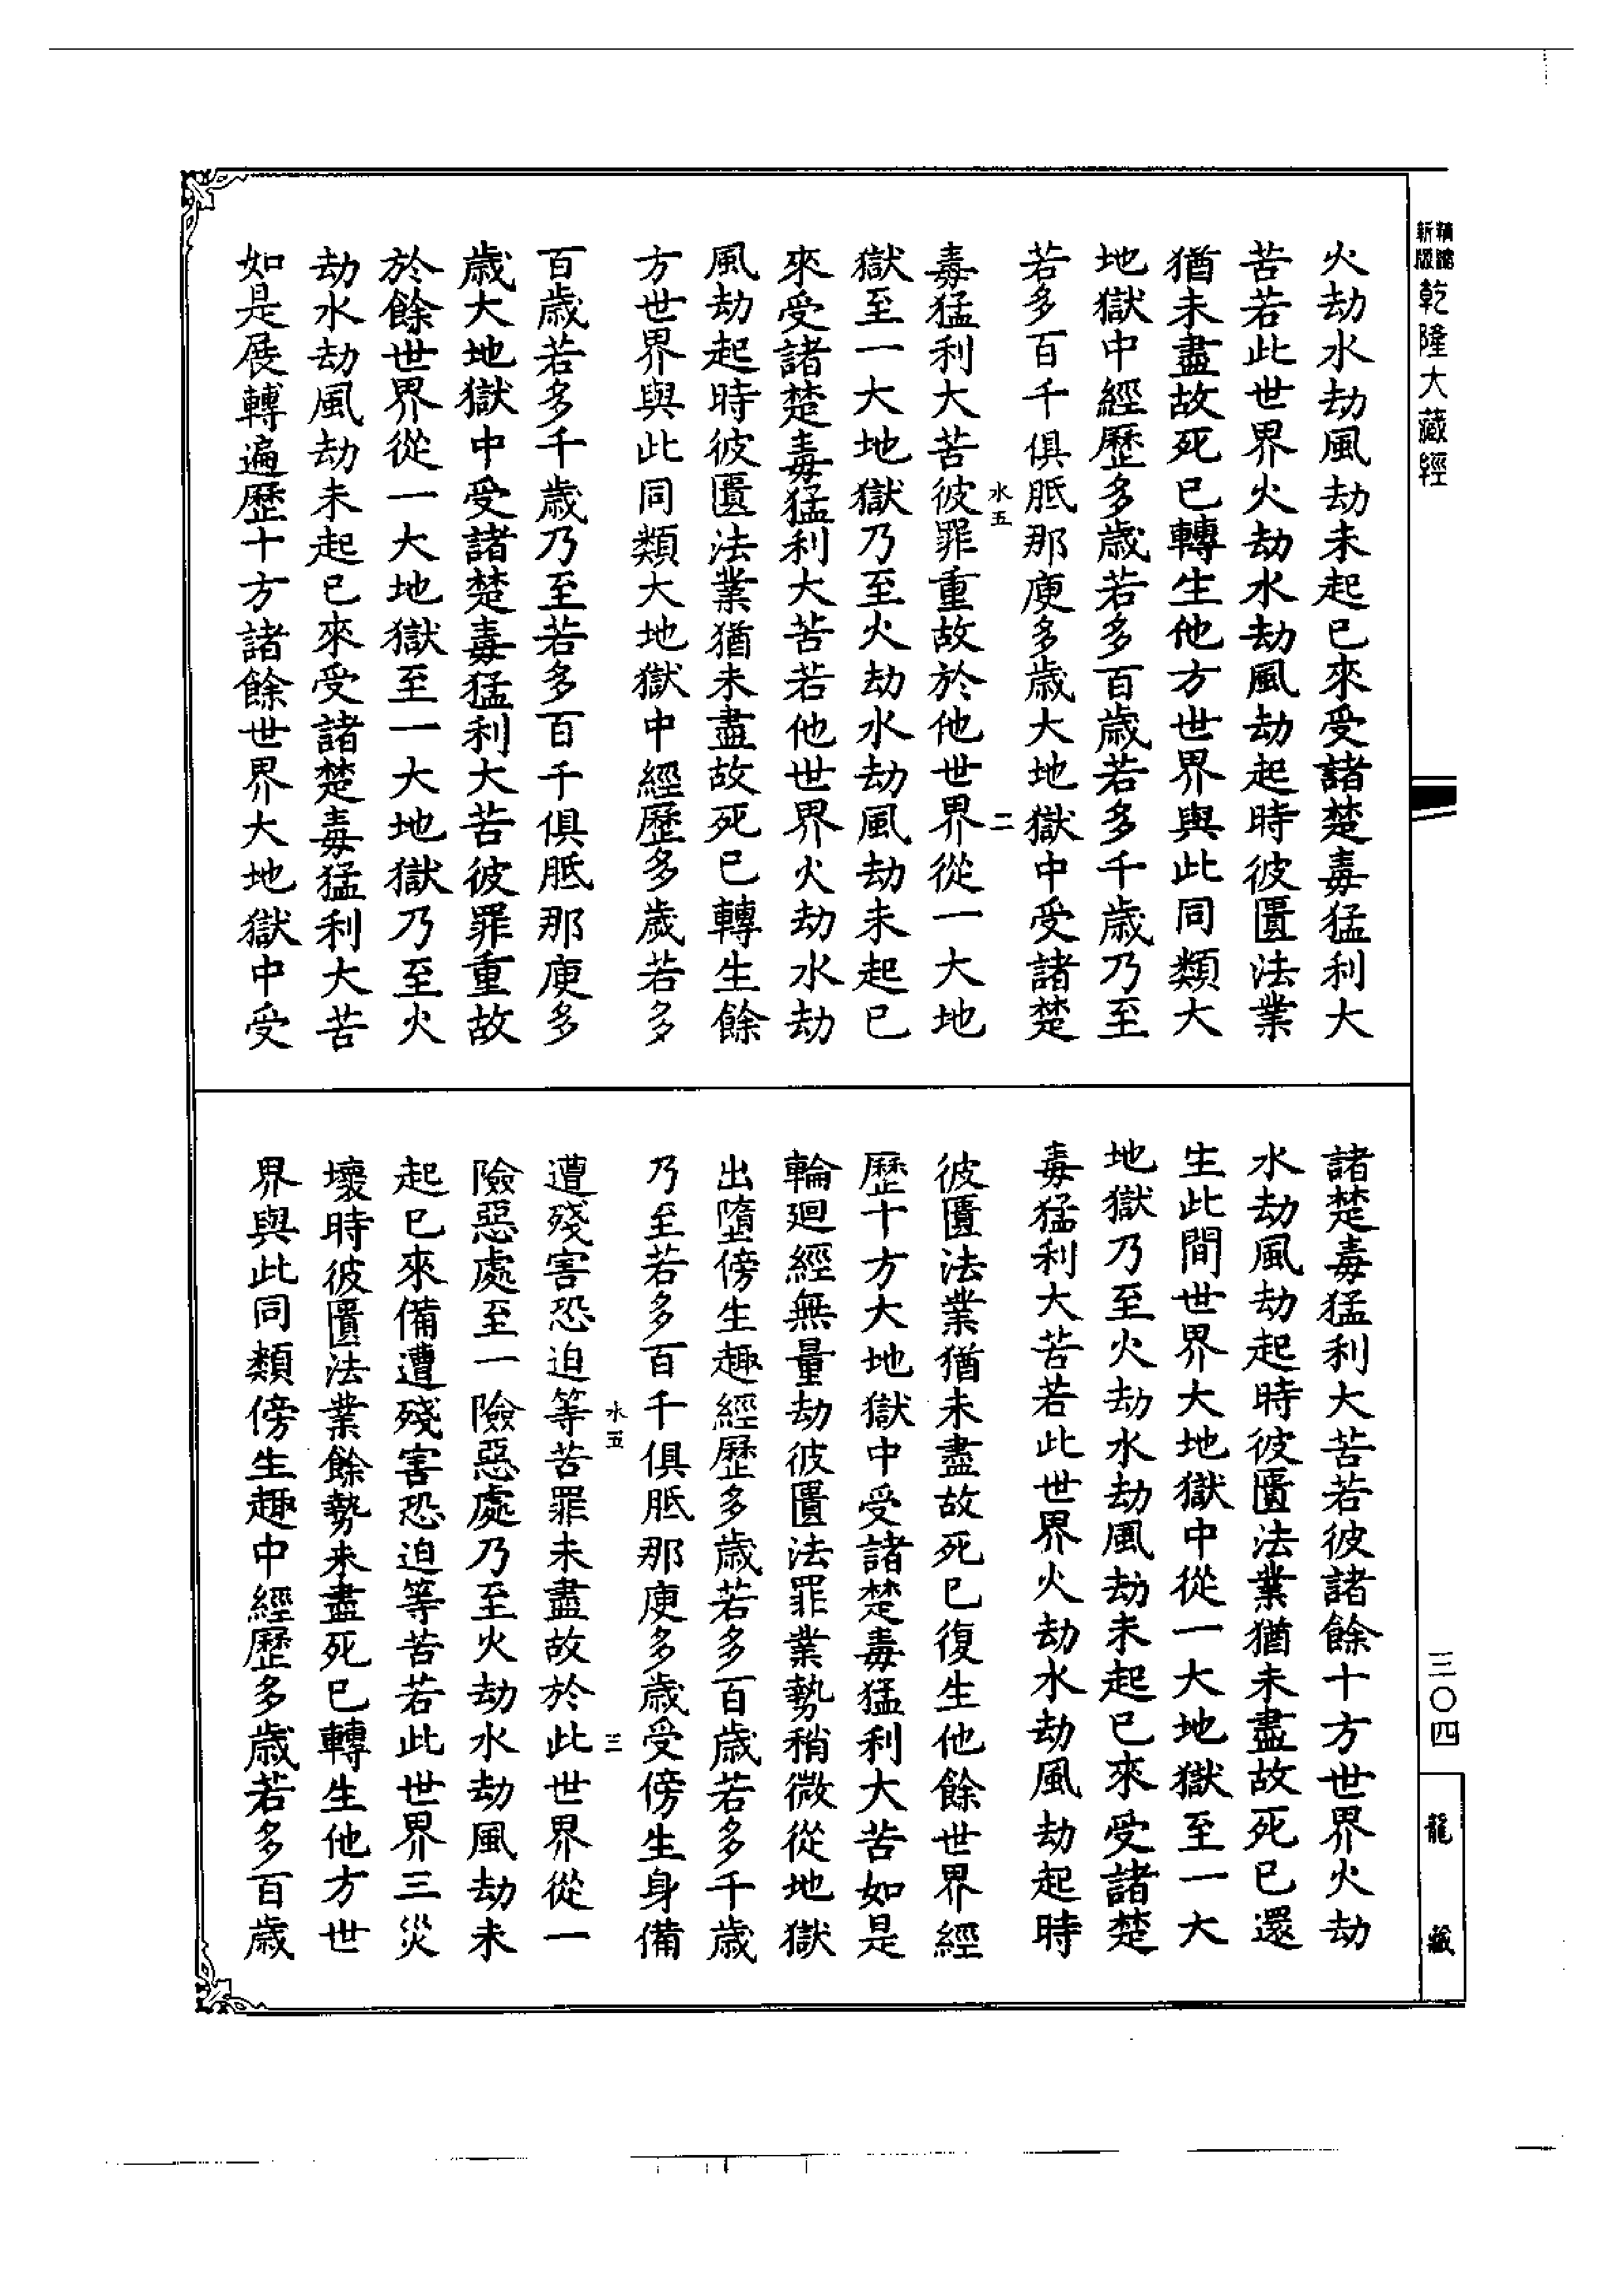 新版
精縮
乾隆大藏經
火劫水劫風劫未起已來受諸楚毒猛利大
苦若此世界火劫水劫風劫起時彼匱法業
猶未盡故死已轉生他方世界與此同類大
地獄中經歷多歲若多百歲若多千歲乃至
若多百千俱胝那庾多歲大地獄中受諸楚
水五
二
毒猛利大苦彼罪重故於他世界從一大地
獄至一大地獄乃至火劫水劫風劫未起已
來受諸楚毒猛利大苦若他世界火劫水劫
風劫起時彼匱法業猶未盡故死已轉生餘
方世界與此同類大地獄中經歷多歲若多
百歲若多千歲乃至若多百千俱胝那庾多
歲大地獄中受諸楚毒猛利大苦彼罪重故
於餘世界從一大地獄至一大地獄乃至火
劫水劫風劫未起已來受諸楚毒猛利大苦
如是展轉遍歷十方諸餘世界大地獄中受
諸楚毒猛利大苦若彼諸餘十方世界火劫
水劫風劫起時彼匱法業猶未盡故死已還
生此間世界大地獄中從一大地獄至一大
地獄乃至火劫水劫風劫未起已來受諸楚
毒猛利大苦若此世界火劫水劫風劫起時
彼匱法業猶未盡故死已復生他餘世界經
歷十方大地獄中受諸楚毒猛利大苦如是
輪廻經無量劫彼匱法罪業勢稍微從地獄
出墮傍生趣經歷多歲若多百歲若多千歲
乃至若多百千俱胝那庾多歲受傍生身備
水五
三
遭殘害恐迫等苦罪未盡故於此世界從一
險惡處至一險惡處乃至火劫水劫風劫未
起已來備遭殘害恐迫等苦若此世界三災
壞時彼匱法業餘勢未盡死已轉生他方世
界與此同類傍生趣中經歷多歲若多百歲
三〇四
龍藏